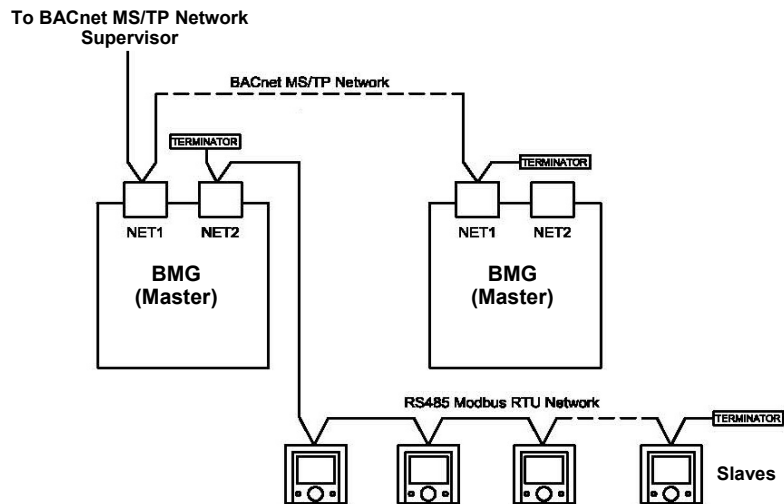 To BACnet MS/TP Network
Supervisor
BACnet MS/TP Network
TERMINATOR
TERMINATOR
NET1
NET2
NET1
NET2
BMG
(Master)
BMG
(Master)
RS485 Modbus RTU Network
TERMINATOR
Slaves